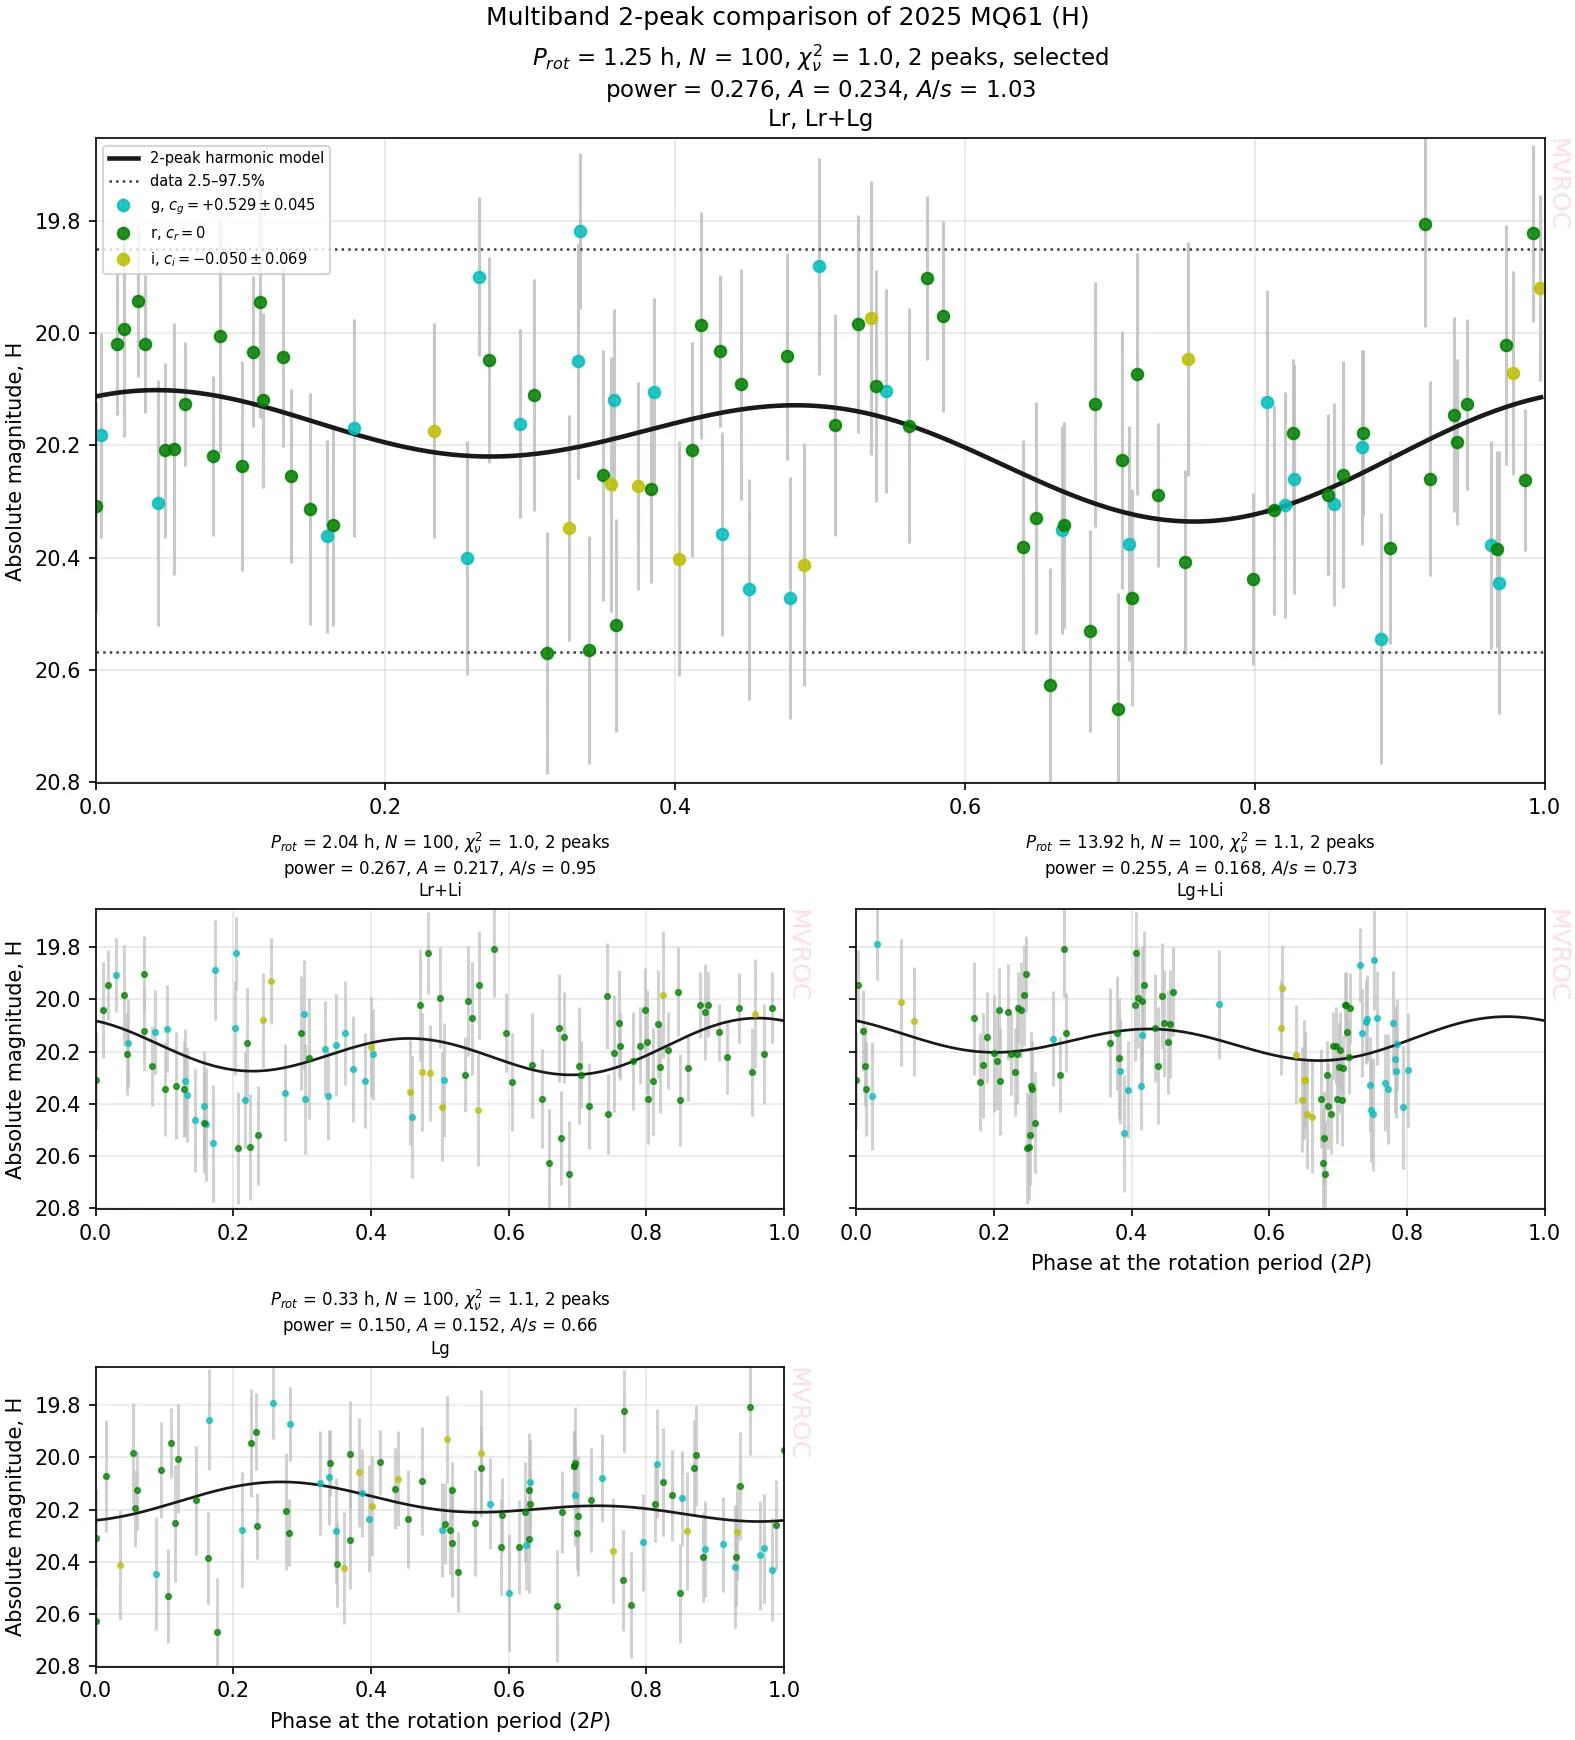 Multiband 2-peak comparison of 2025 MQ61 (H)
P_rot = 1.25 h, N = 100, χ²_ν = 1.0, 2 peaks, selected
power = 0.276, A = 0.234, A/s = 1.03
Lr, Lr+Lg
2-peak harmonic model
data 2.5–97.5%
g, c_g = +0.529 ± 0.045
r, c_r = 0
i, c_i = −0.050 ± 0.069
MVROC
Absolute magnitude, H
19.8
20.0
20.2
20.4
20.6
20.8
0.0 0.2 0.4 0.6 0.8 1.0
P_rot = 2.04 h, N = 100, χ²_ν = 1.0, 2 peaks
power = 0.267, A = 0.217, A/s = 0.95
Lr+Li
MVROC
Absolute magnitude, H
19.8
20.0
20.2
20.4
20.6
20.8
0.0 0.2 0.4 0.6 0.8 1.0
P_rot = 13.92 h, N = 100, χ²_ν = 1.1, 2 peaks
power = 0.255, A = 0.168, A/s = 0.73
Lg+Li
MVROC
0.0 0.2 0.4 0.6 0.8 1.0
Phase at the rotation period (2P)
P_rot = 0.33 h, N = 100, χ²_ν = 1.1, 2 peaks
power = 0.150, A = 0.152, A/s = 0.66
Lg
MVROC
Absolute magnitude, H
19.8
20.0
20.2
20.4
20.6
20.8
0.0 0.2 0.4 0.6 0.8 1.0
Phase at the rotation period (2P)